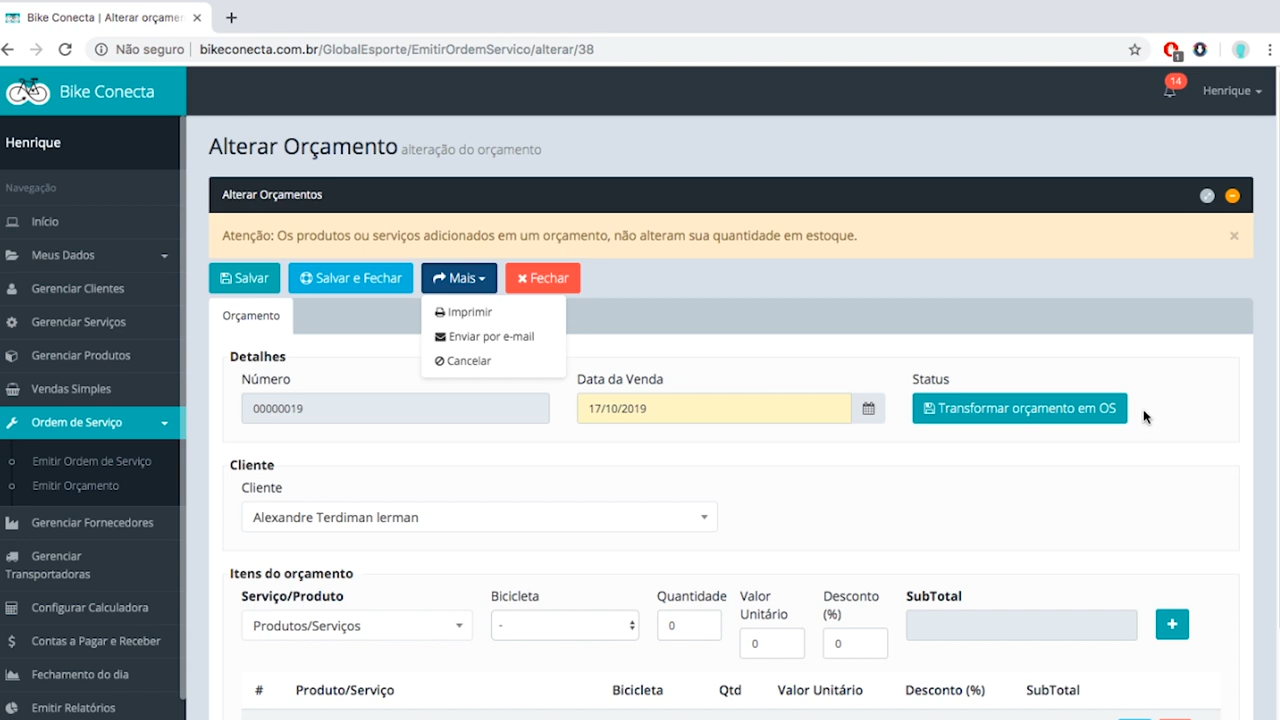 Bike Conecta | Alterar orçamen
Não seguro
bikeconecta.com.br/GlobalEsporte/EmitirOrdemServico/alterar/38
1
Bike Conecta
14
Henrique
Henrique
Navegação
Início
Meus Dados
Gerenciar Clientes
Gerenciar Serviços
Gerenciar Produtos
Vendas Simples
Ordem de Serviço
Emitir Ordem de Serviço
Emitir Orçamento
Gerenciar Fornecedores
Gerenciar
Transportadoras
Configurar Calculadora
Contas a Pagar e Receber
Fechamento do dia
Emitir Relatórios
Alterar Orçamento alteração do orçamento
Alterar Orçamentos
Atenção: Os produtos ou serviços adicionados em um orçamento, não alteram sua quantidade em estoque.
Salvar
Salvar e Fechar
Mais
Fechar
Imprimir
Enviar por e-mail
Cancelar
Orçamento
Detalhes
Número
Data da Venda
Status
00000019
17/10/2019
Transformar orçamento em OS
Cliente
Cliente
Alexandre Terdiman Ierman
Itens do orçamento
Serviço/Produto
Bicicleta
Quantidade
Valor
Unitário
Desconto
(%)
SubTotal
Produtos/Serviços
-
0
0
0
+
# Produto/Serviço Bicicleta Qtd Valor Unitário Desconto (%) SubTotal